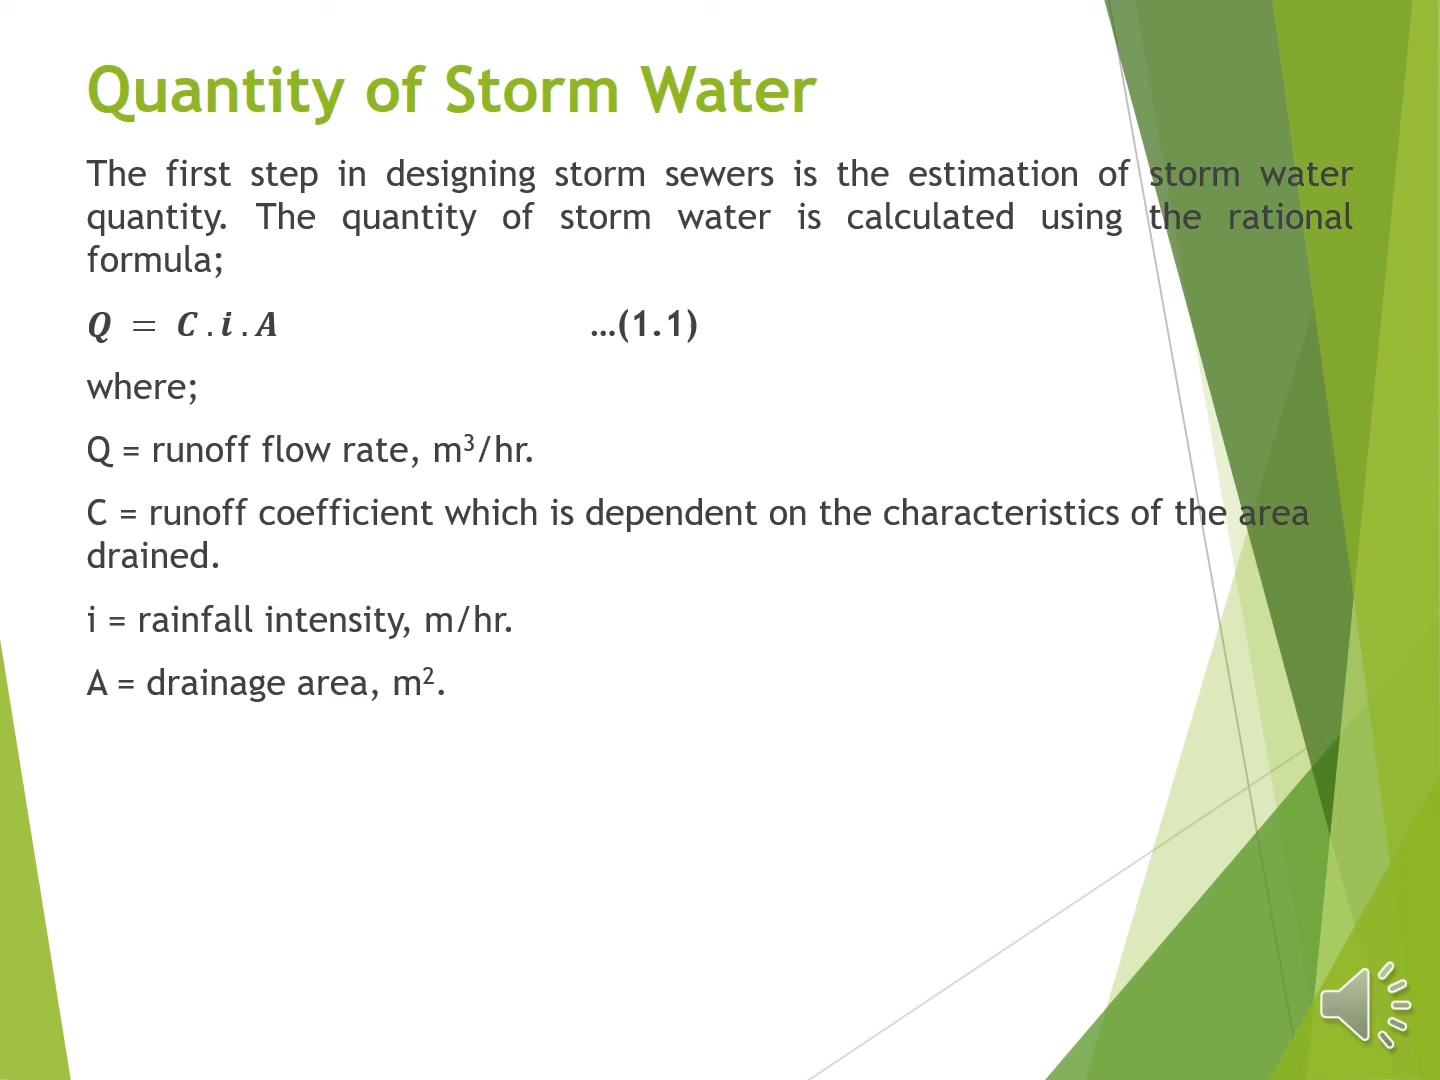 Quantity of Storm Water
The first step in designing storm sewers is the estimation of storm water
quantity. The quantity of storm water is calculated using the rational
formula;
Q = C . i . A …(1.1)
where;
Q = runoff flow rate, m³/hr.
C = runoff coefficient which is dependent on the characteristics of the area
drained.
i = rainfall intensity, m/hr.
A = drainage area, m².